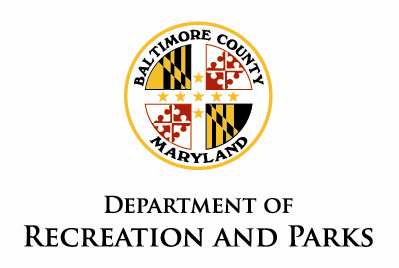 BALTIMORE COUNTY
MARYLAND
DEPARTMENT OF
RECREATION AND PARKS